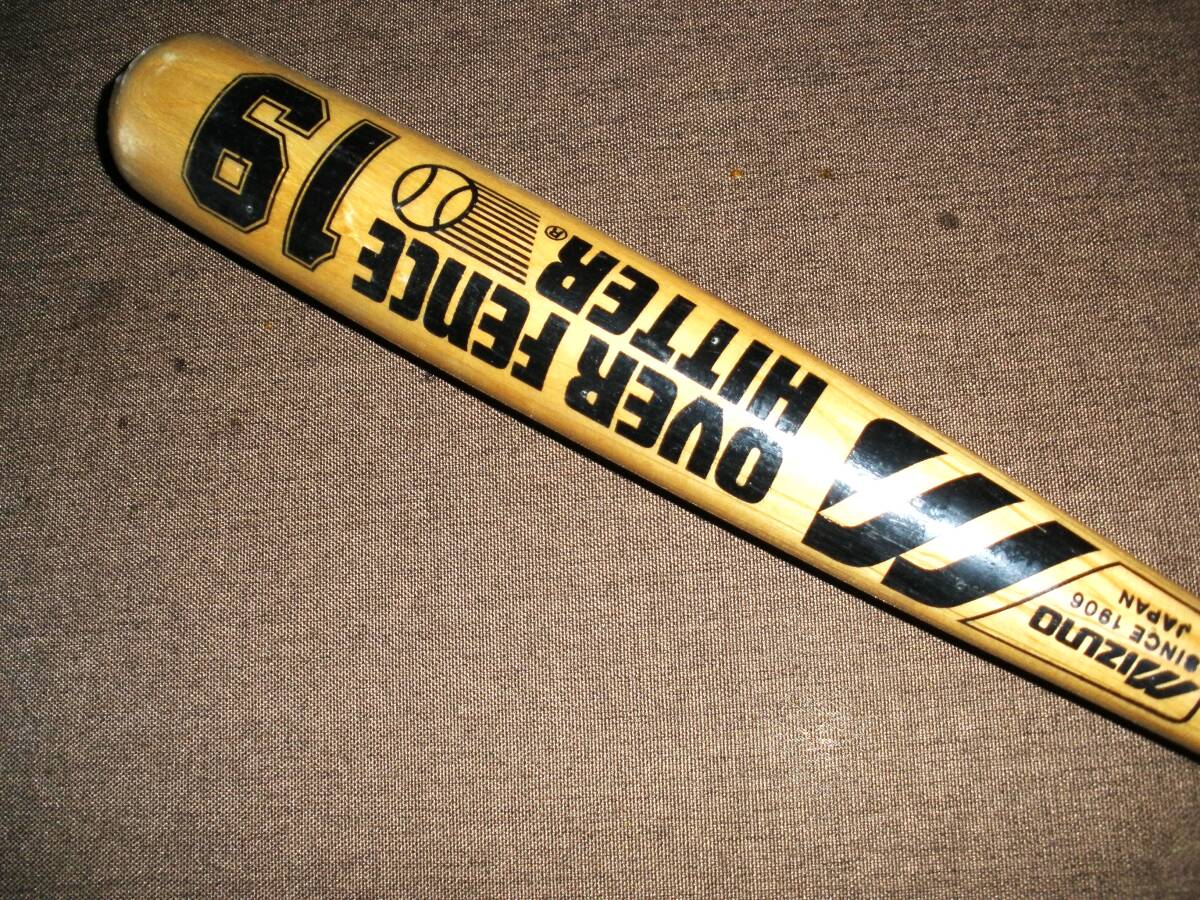 MIZUNO
SINCE 1906
JAPAN
OVER FENCE
HITTER®
19